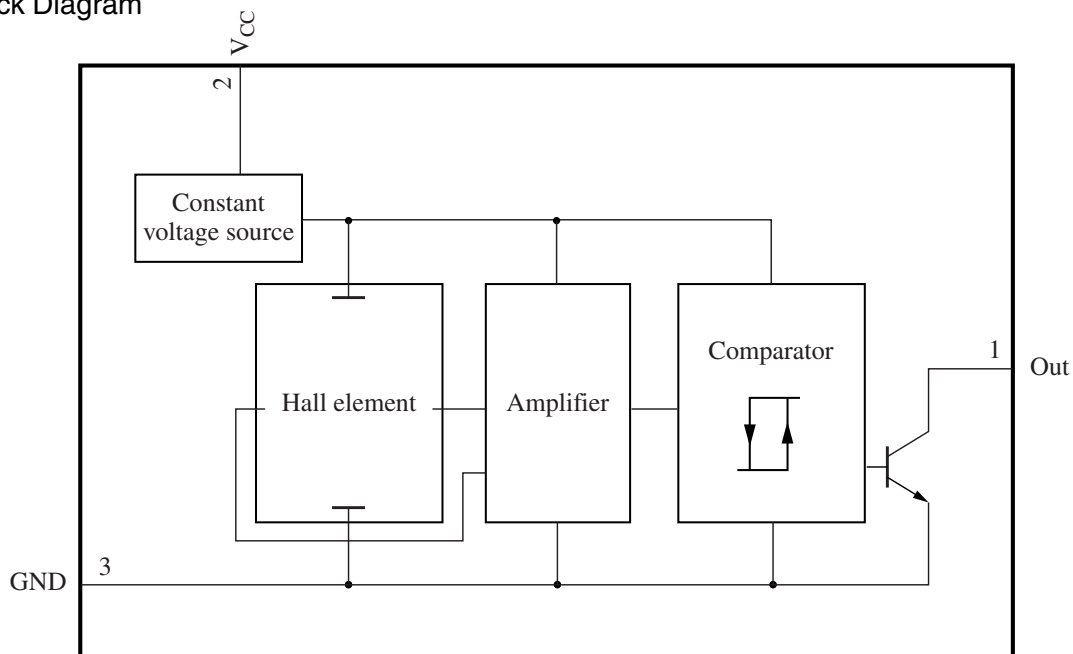 ck Diagram
VCC
2
Constant
voltage source
Hall element
Amplifier
Comparator
1
Out
GND
3